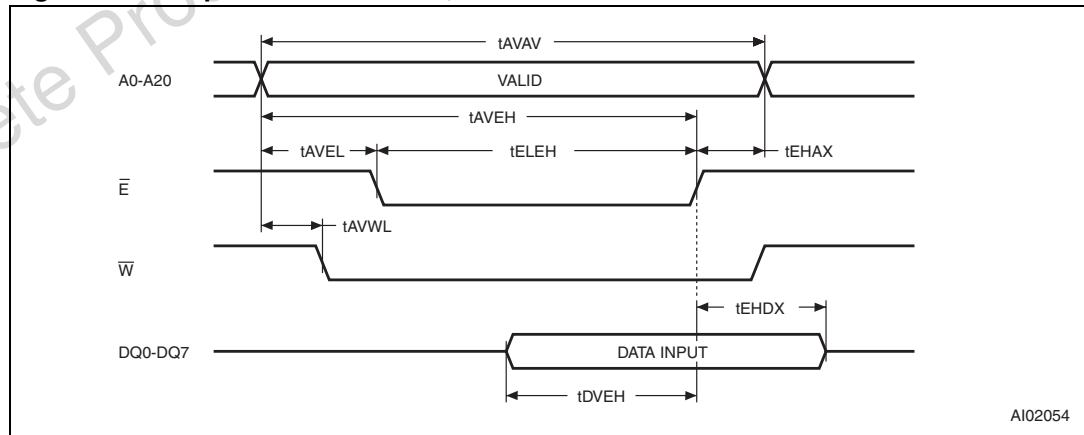 tAVAV
A0-A20
VALID
tAVEH
tAVEL
tELEH
tEHAX
E̅
tAVWL
W̅
tEHDX
DQ0-DQ7
DATA INPUT
tDVEH
AI02054